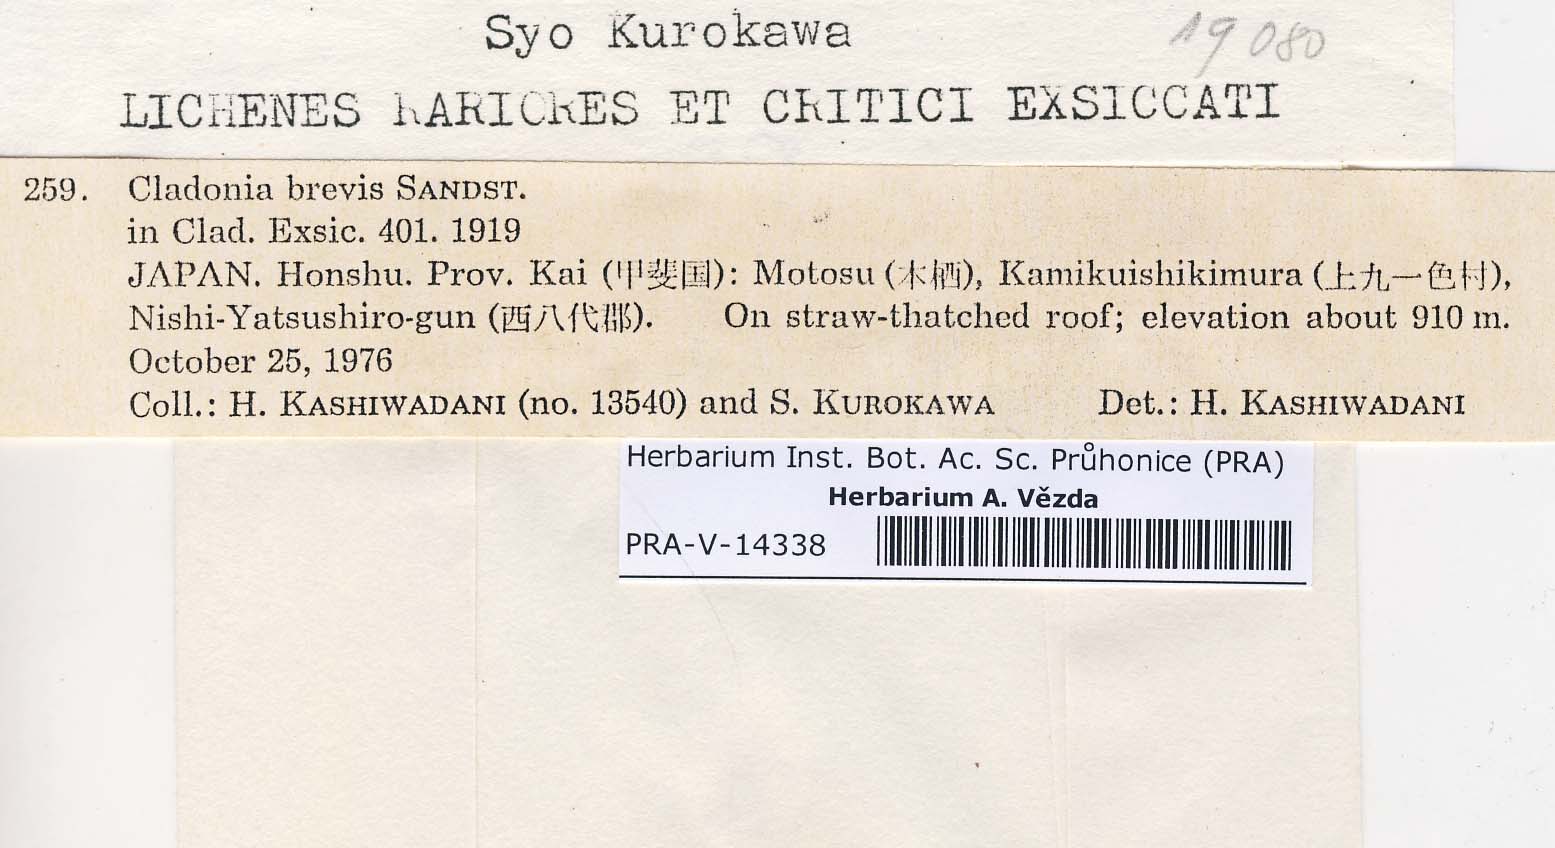 Syo Kurokawa 19080
LICHENES RARIORES ET CRITICI EXSICCATI
259. Cladonia brevis SANDST.
in Clad. Exsic. 401. 1919
JAPAN. Honshu. Prov. Kai (甲斐国): Motosu (本栖), Kamikuishikimura (上九一色村),
Nishi-Yatsushiro-gun (西八代郡). On straw-thatched roof; elevation about 910 m.
October 25, 1976
Coll.: H. KASHIWADANI (no. 13540) and S. KUROKAWA Det.: H. KASHIWADANI
Herbarium Inst. Bot. Ac. Sc. Průhonice (PRA)
Herbarium A. Vězda
PRA-V-14338